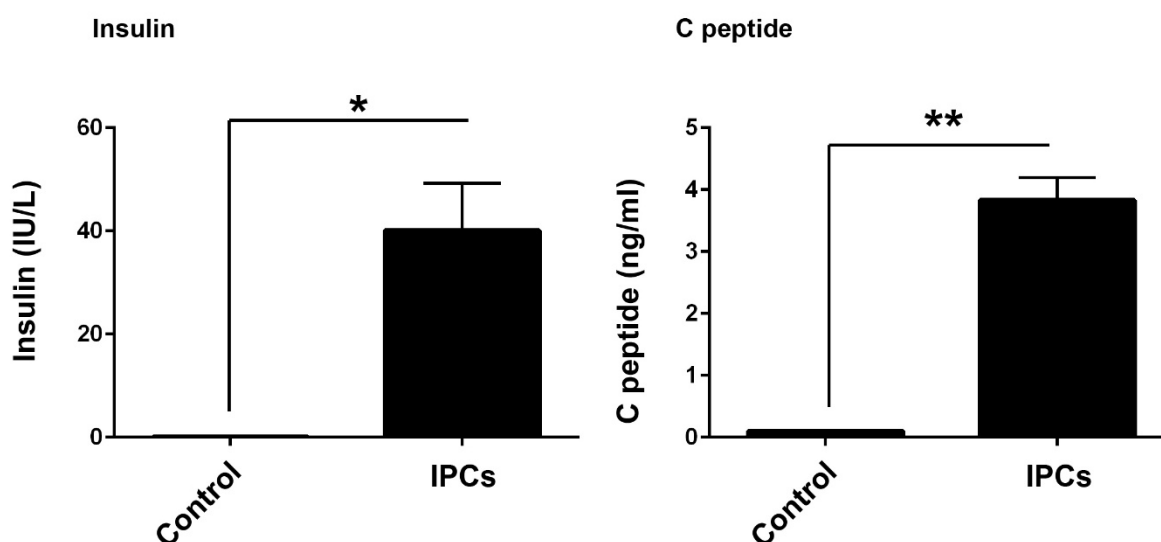 Insulin
*
Insulin (IU/L)
60
40
20
0
Control
IPCs
C peptide
**
C peptide (ng/ml)
5
4
3
2
1
0
Control
IPCs